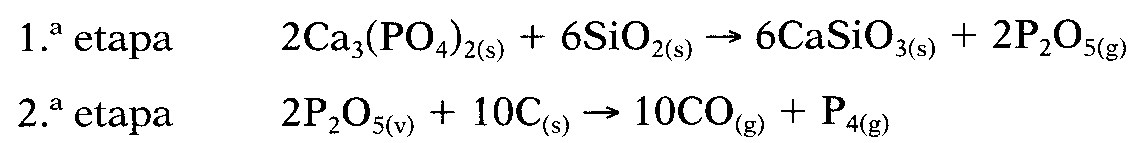 1.ª etapa 2Ca₃(PO₄)₂₍ₛ₎ + 6SiO₂₍ₛ₎ → 6CaSiO₃₍ₛ₎ + 2P₂O₅₍g₎
2.ª etapa 2P₂O₅₍ᵥ₎ + 10C₍ₛ₎ → 10CO₍g₎ + P₄₍g₎